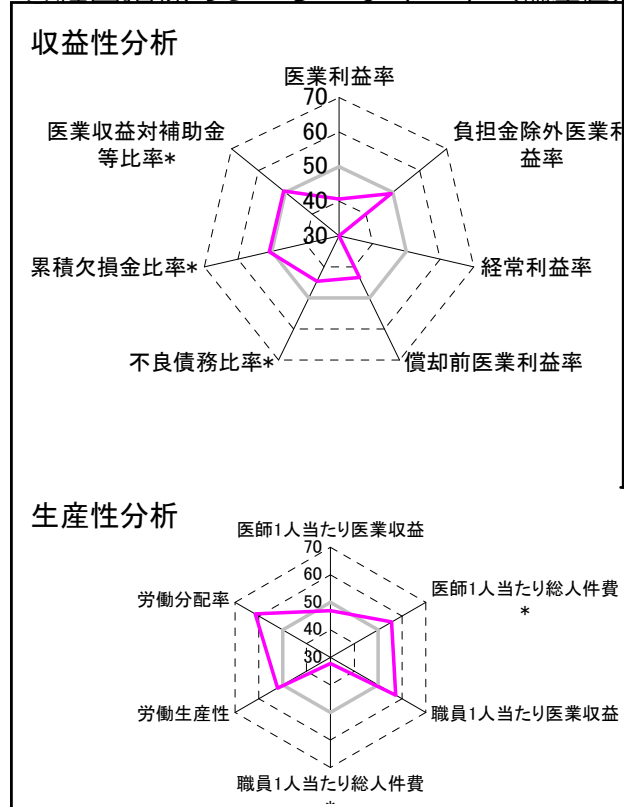 収益性分析
医業利益率
70
60
50
40
30
負担金除外医業利
益率
経常利益率
償却前医業利益率
不良債務比率*
累積欠損金比率*
医業収益対補助金
等比率*
生産性分析
医師1人当たり医業収益
70
60
50
40
30
医師1人当たり総人件費
*
職員1人当たり医業収益
職員1人当たり総人件費
*
労働生産性
労働分配率